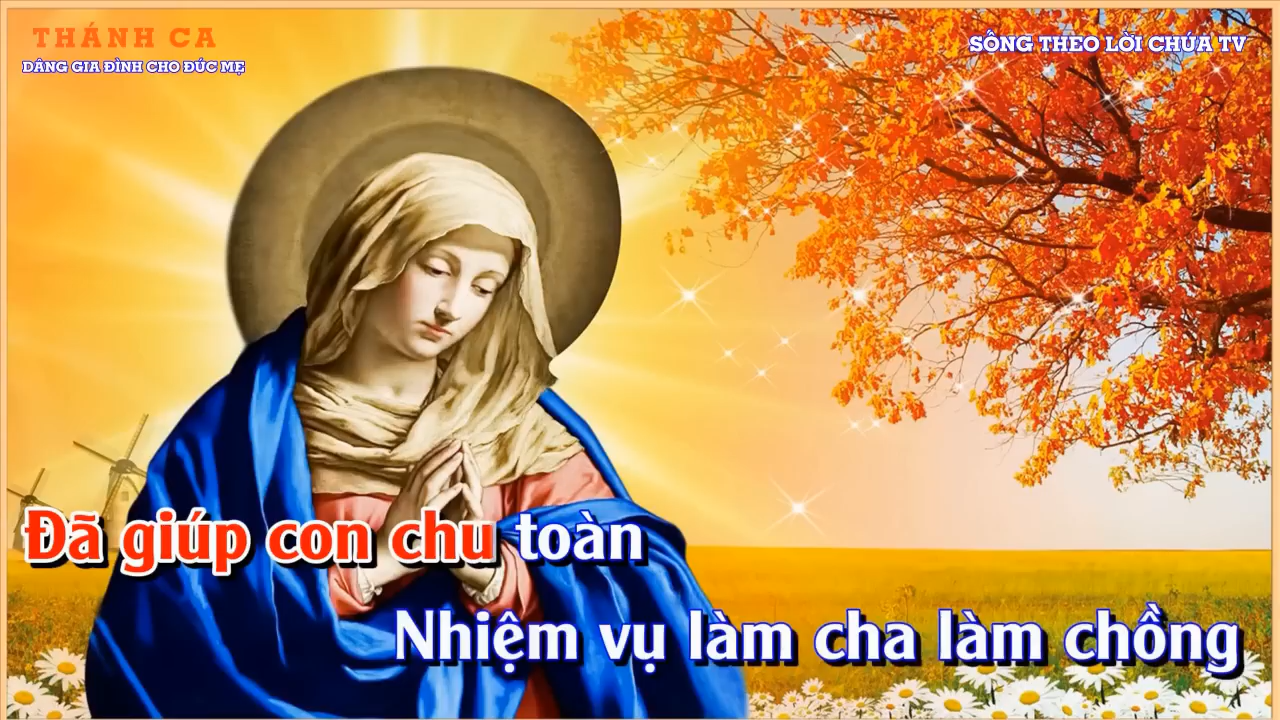 THÁNH CA
DÂNG GIA ĐÌNH CHO ĐỨC MẸ
SỐNG THEO LỜI CHÚA TV
Đã giúp con chu toàn
Nhiệm vụ làm cha làm chồng